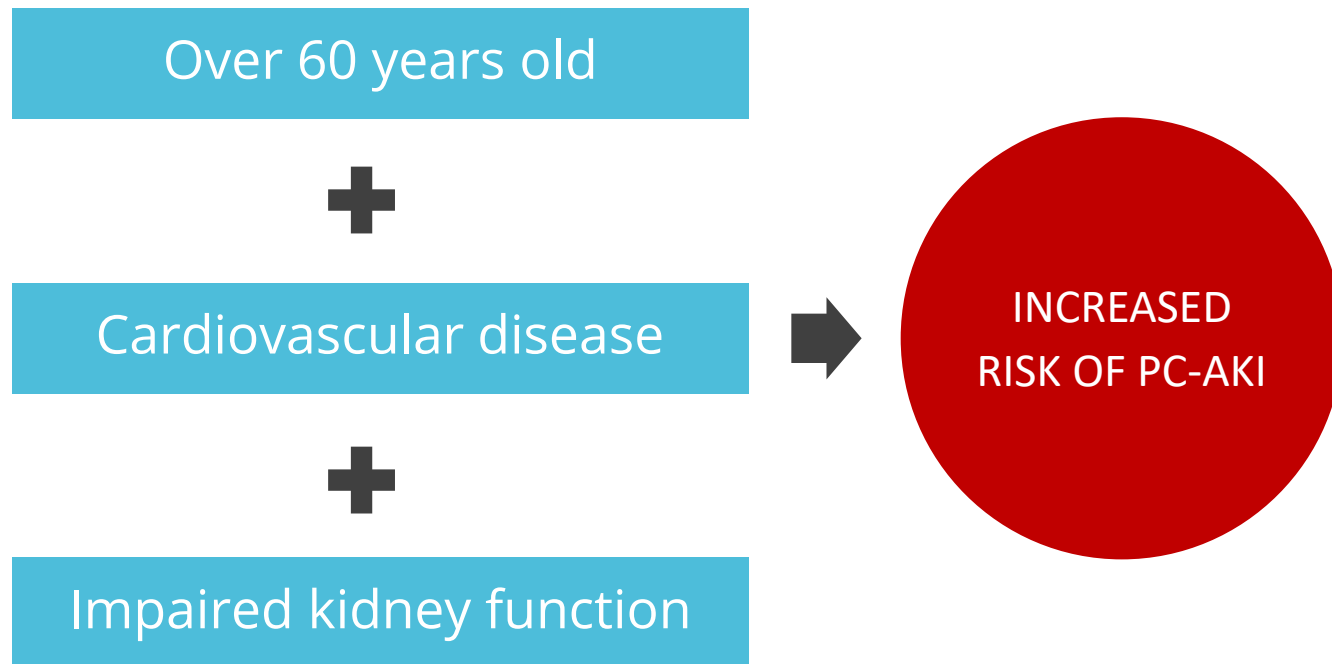 Over 60 years old
Cardiovascular disease
Impaired kidney function
INCREASED
RISK OF PC-AKI